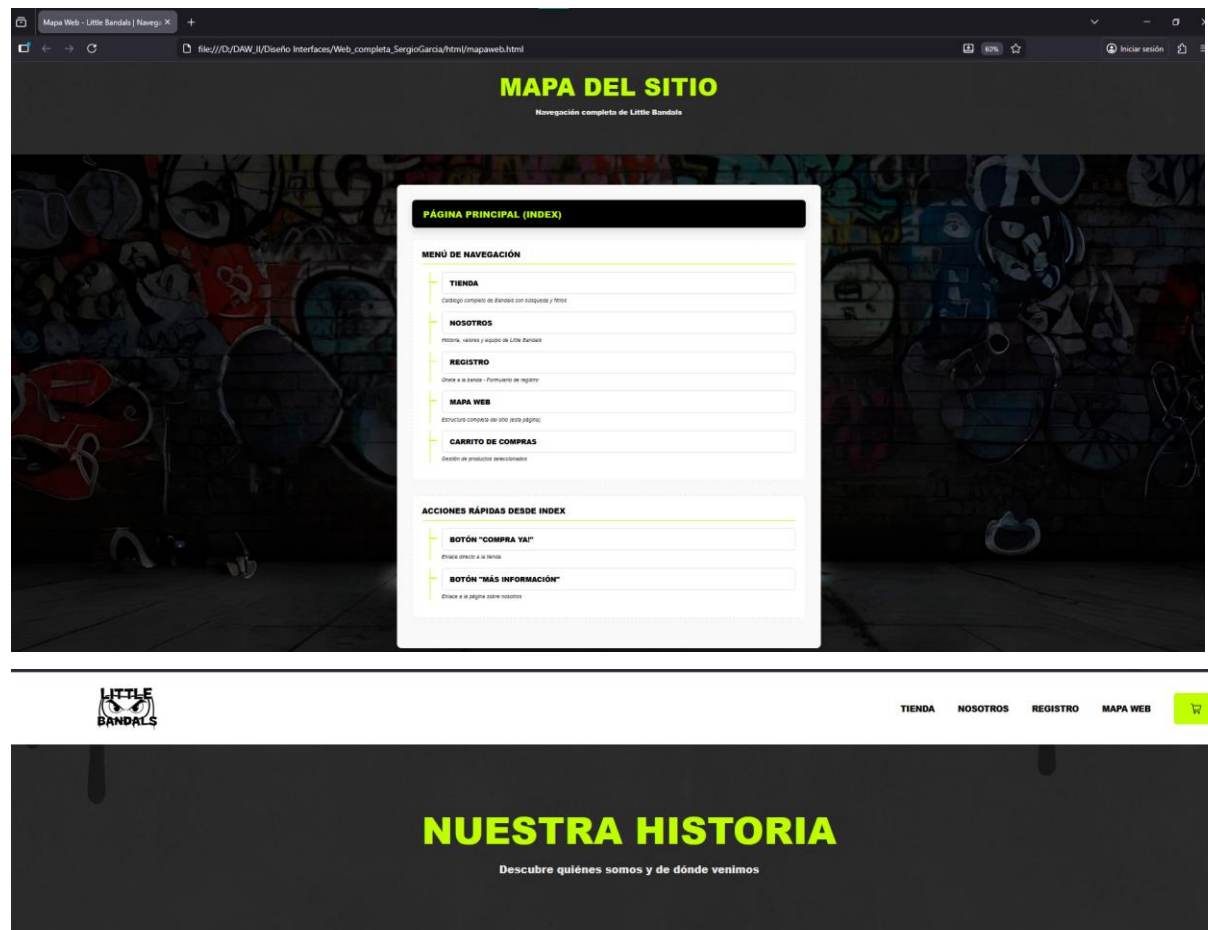 Mapa Web - Little Bandals | Naveg
file:///D:/DAW_II/Diseño Interfaces/Web_completa_SergioGarcia/html/mapaweb.html
60%
Iniciar sesión
MAPA DEL SITIO
Navegación completa de Little Bandals
PÁGINA PRINCIPAL (INDEX)
MENÚ DE NAVEGACIÓN
TIENDA
Catálogo completo de Bandals con búsquedas y filtros
NOSOTROS
Historia, valores y equipo de Little Bandals
REGISTRO
Únete a la banda - Formulario de registro
MAPA WEB
Estructura completa del sitio (esta página)
CARRITO DE COMPRAS
Gestión de productos seleccionados
ACCIONES RÁPIDAS DESDE INDEX
BOTÓN "COMPRA YA!"
Enlace directo a la tienda
BOTÓN "MÁS INFORMACIÓN"
Enlace a la página sobre nosotros
LITTLE
BANDALS
TIENDA NOSOTROS REGISTRO MAPA WEB
NUESTRA HISTORIA
Descubre quiénes somos y de dónde venimos